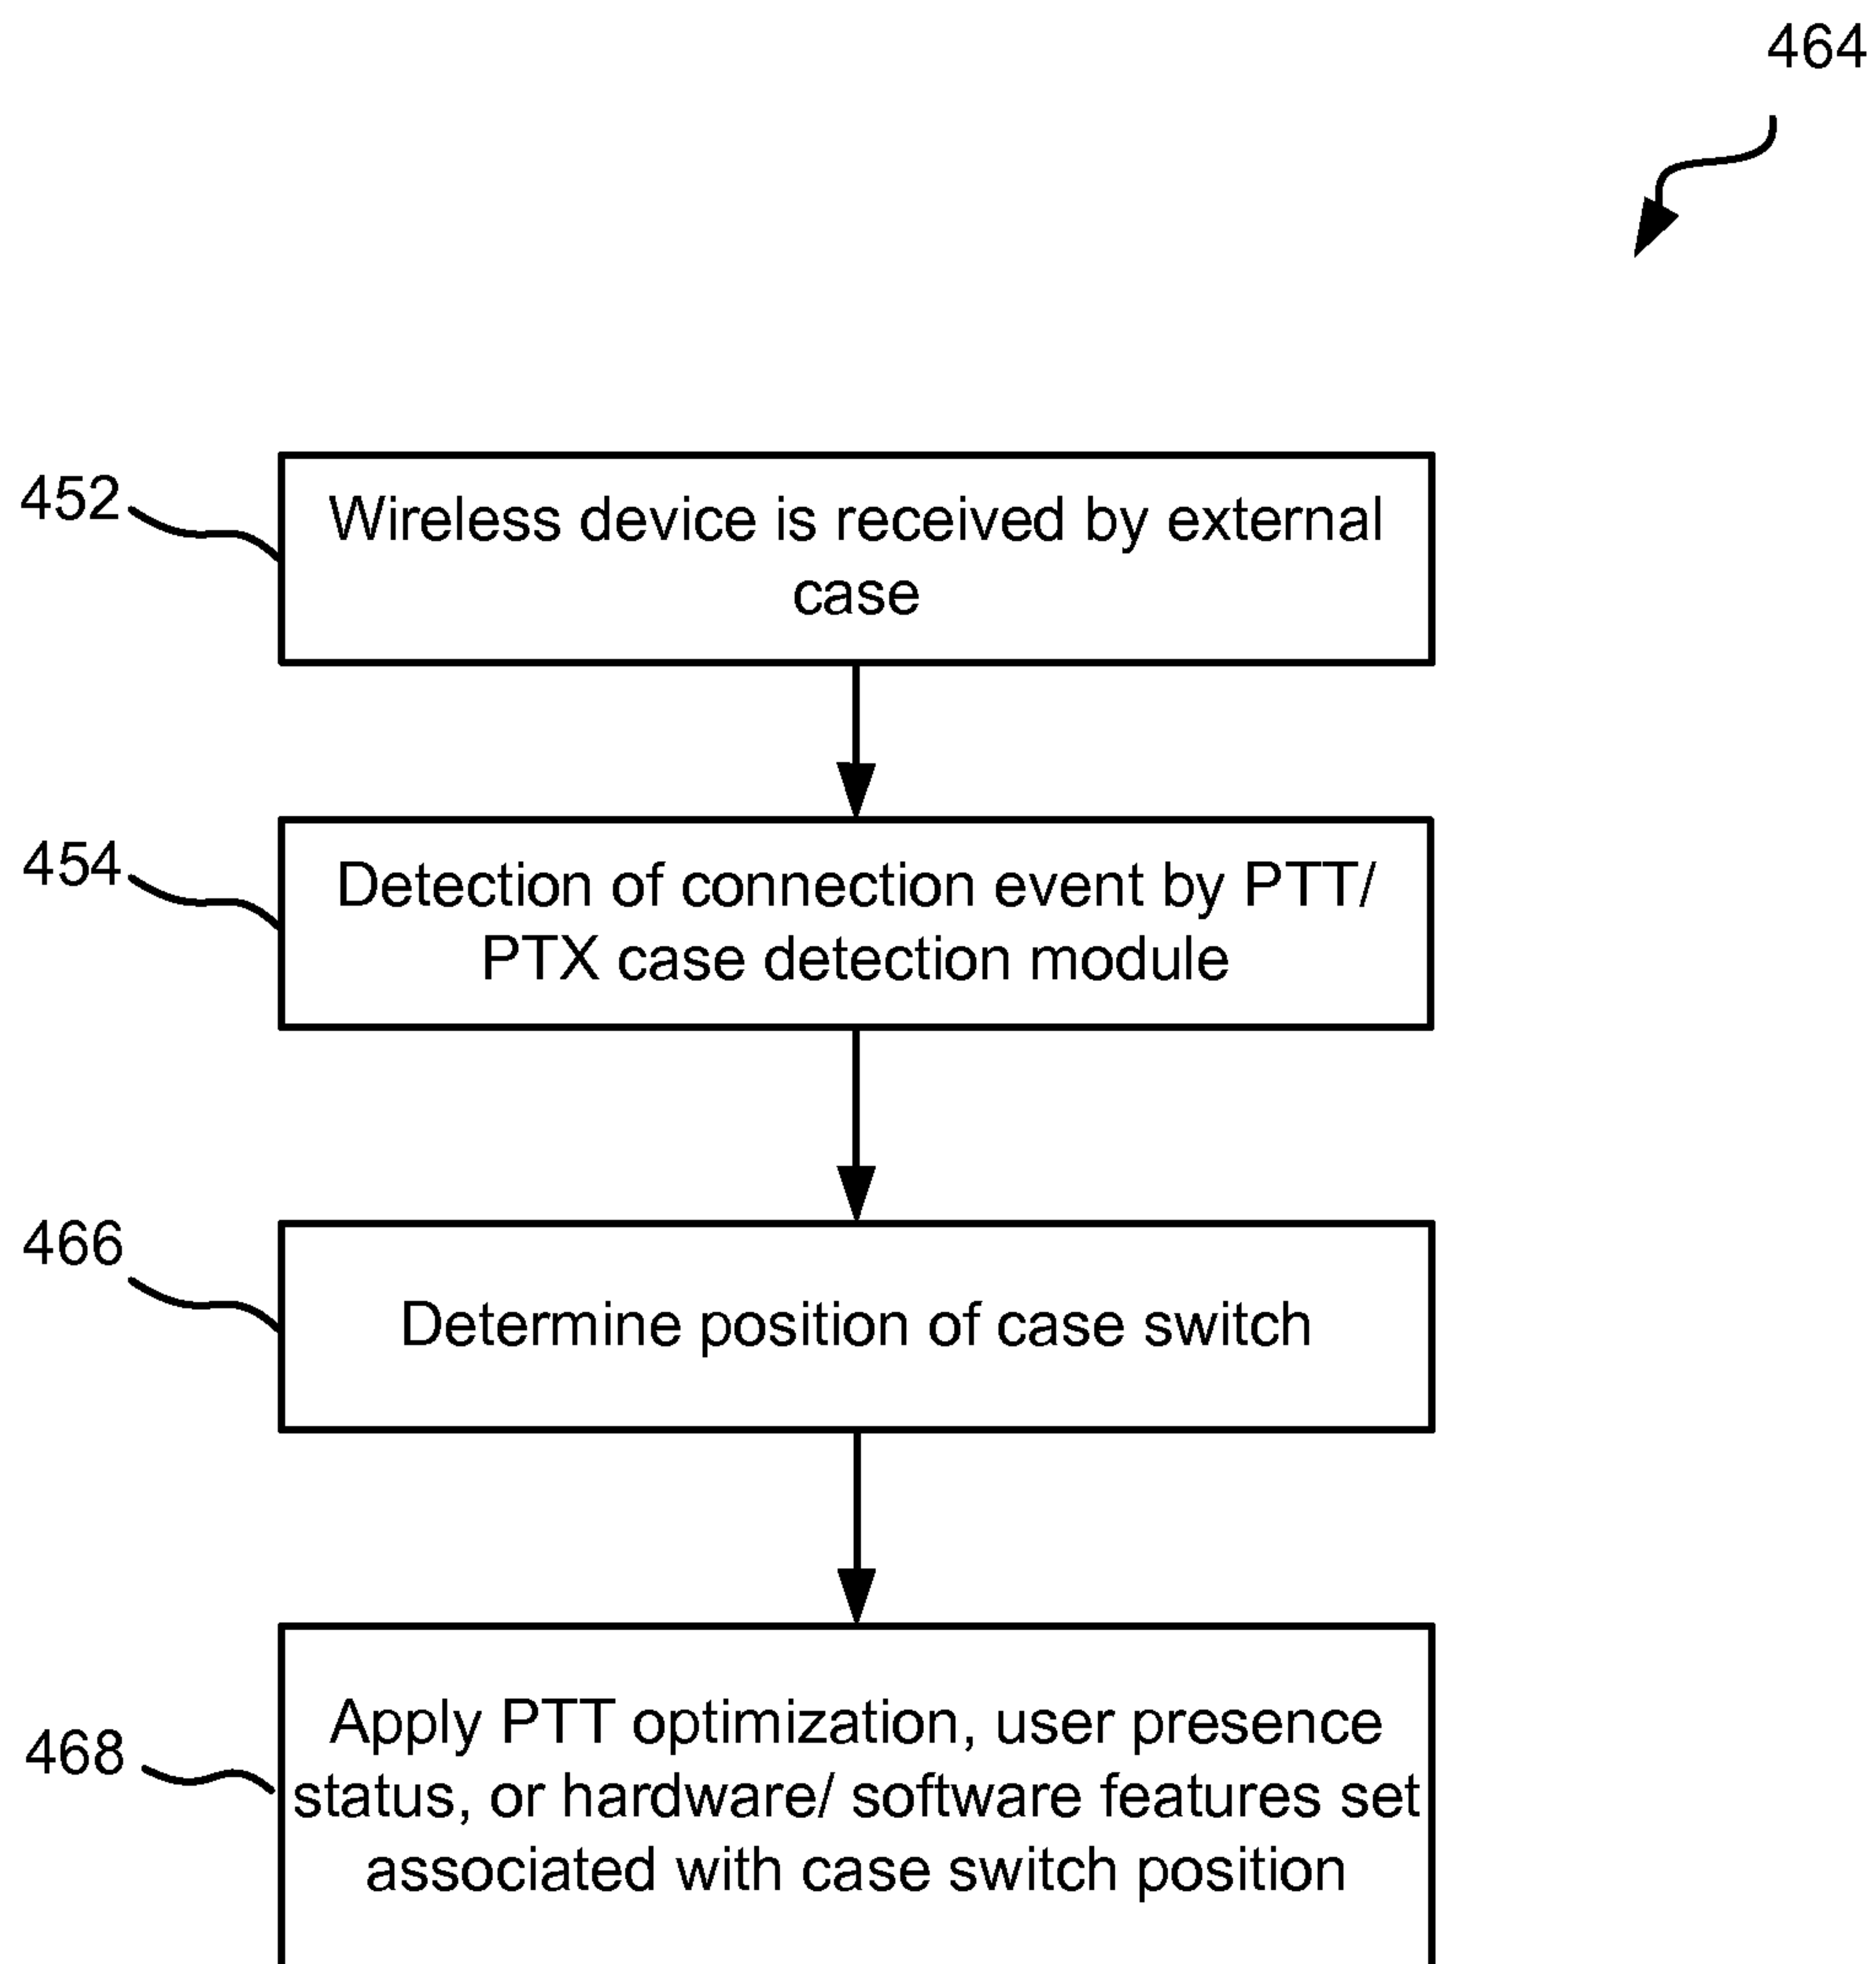 464
452
Wireless device is received by external
case
454
Detection of connection event by PTT/
PTX case detection module
466
Determine position of case switch
468
Apply PTT optimization, user presence
status, or hardware/ software features set
associated with case switch position